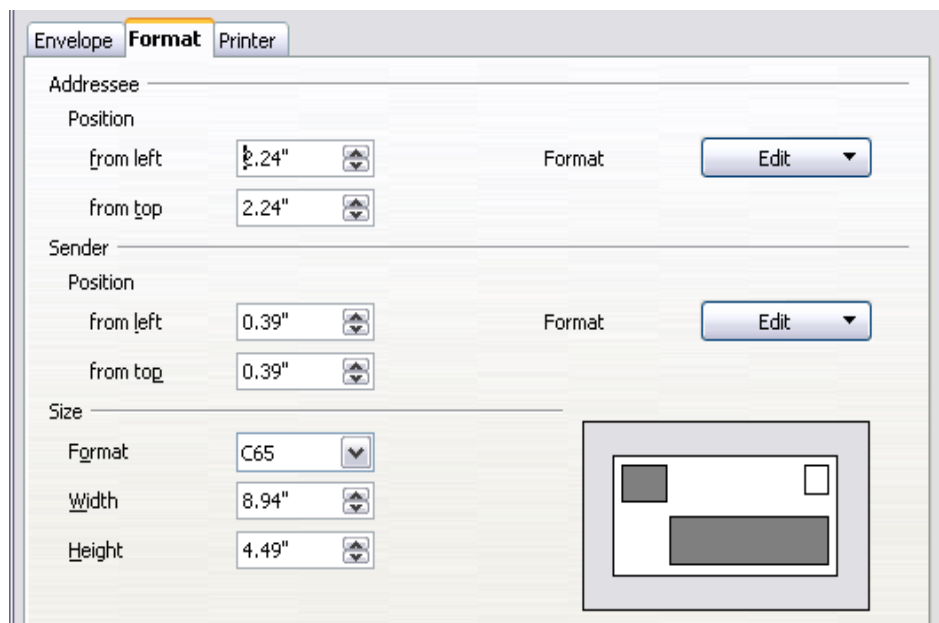 Envelope Format Printer
Addressee
Position
from left 2.24" Format Edit
from top 2.24"
Sender
Position
from left 0.39" Format Edit
from top 0.39"
Size
Format C65
Width 8.94"
Height 4.49"